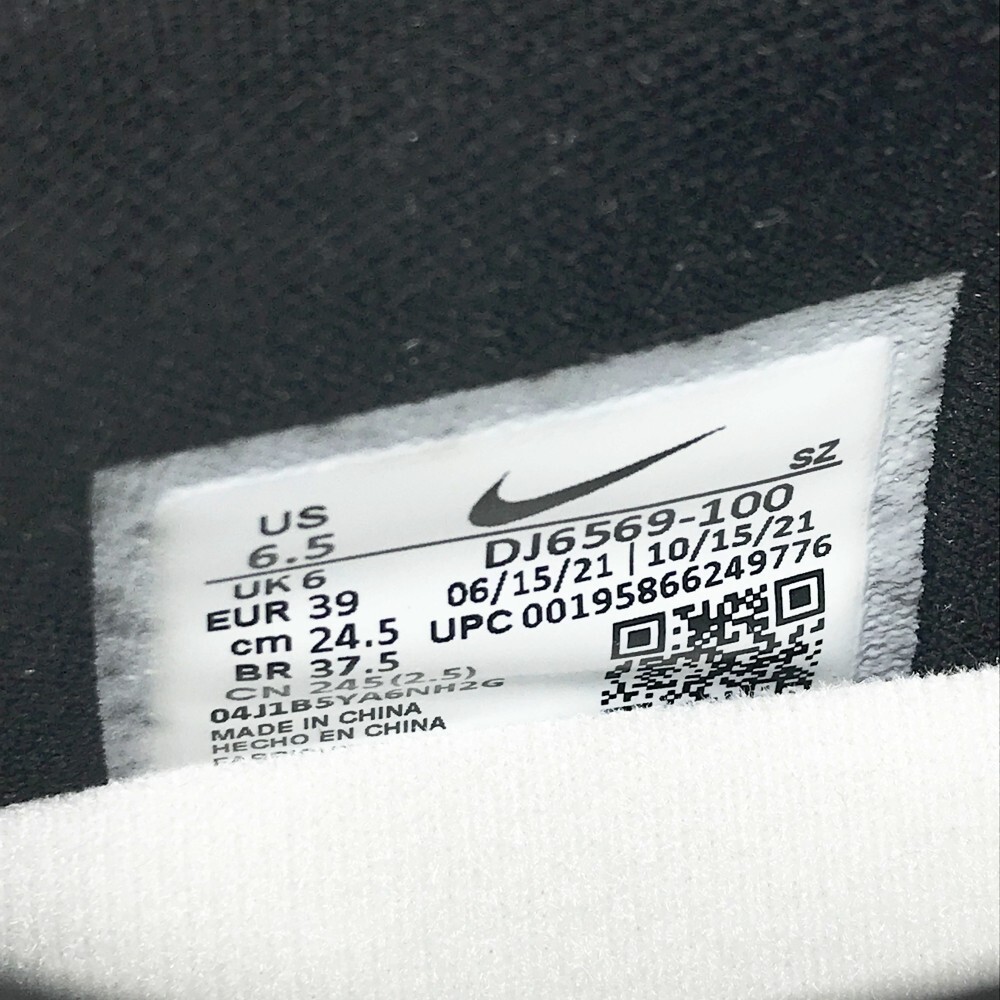 US
6.5
UK 6
EUR 39
cm 24.5
BR 37.5
CN 245 (2.5)
04J1B5YA6NH2G
MADE IN CHINA
HECHO EN CHINA
SZ
DJ6569-100
06/15/21 | 10/15/21
UPC 00195866249776